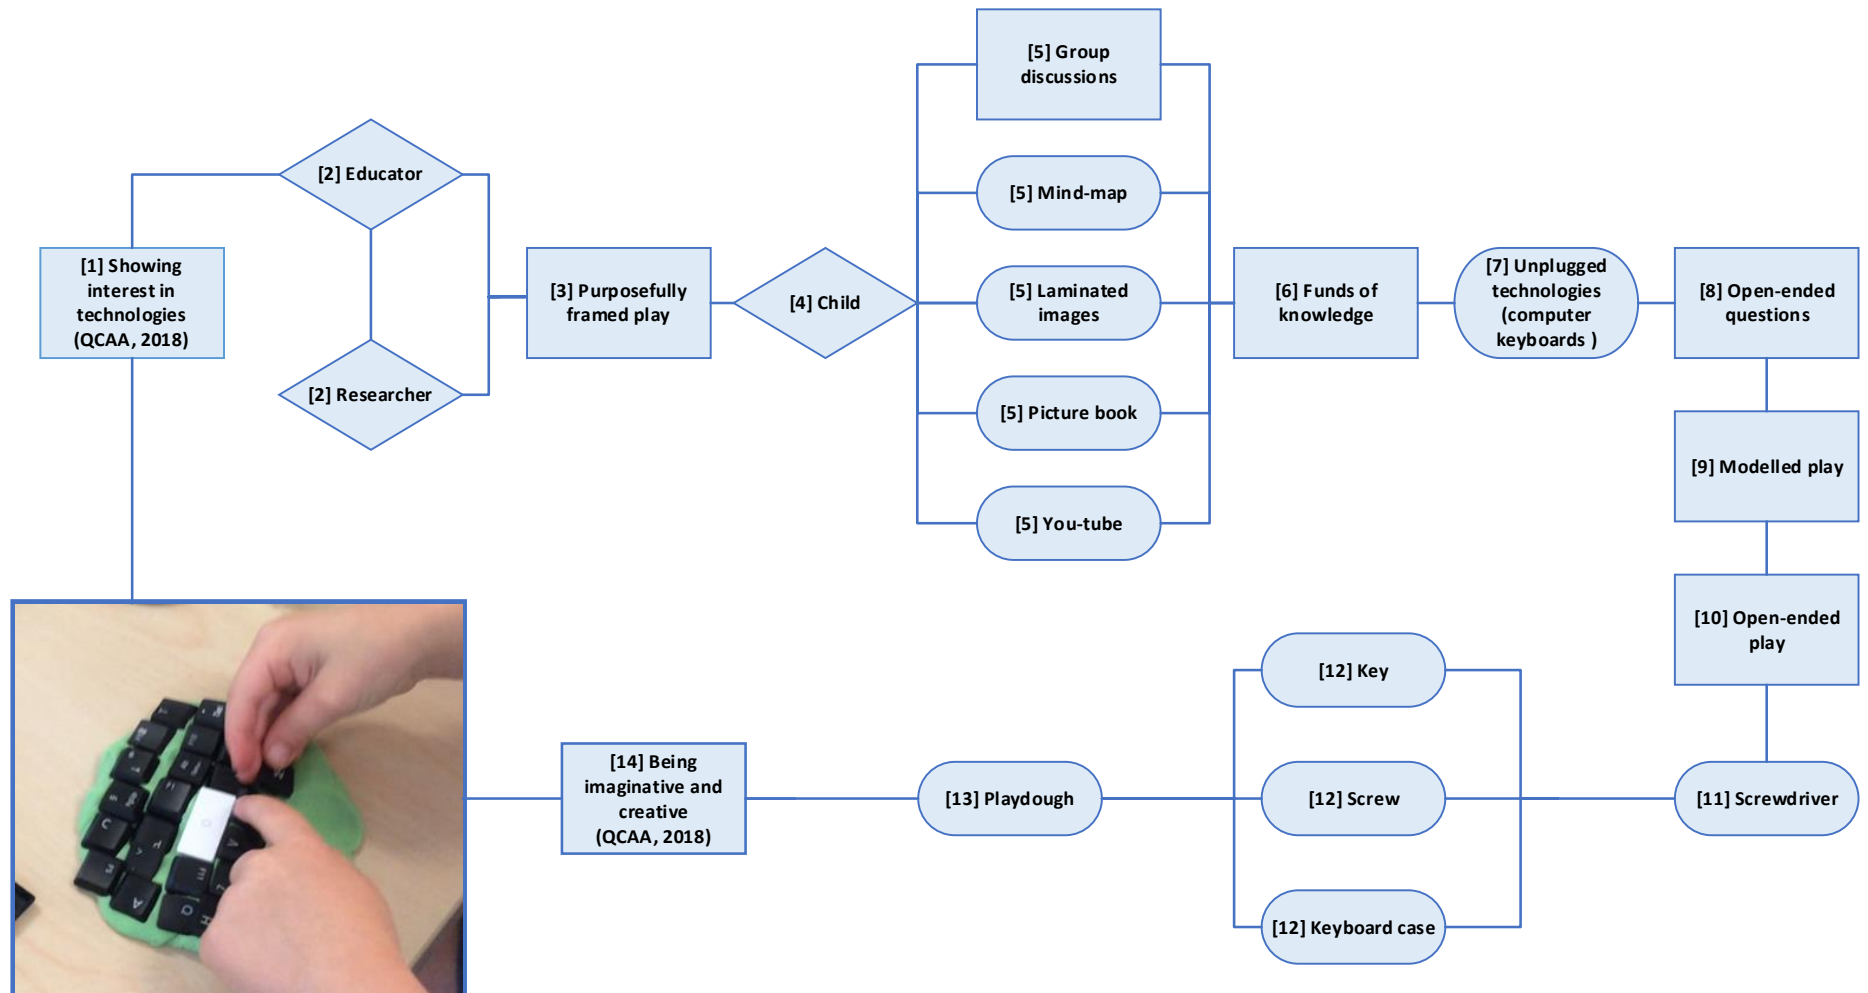 [5] Group
discussions
[2] Educator
[5] Mind-map
[1] Showing
interest in
technologies
(QCAA, 2018)
[3] Purposefully
framed play
[4] Child
[5] Laminated
images
[6] Funds of
knowledge
[7] Unplugged
technologies
(computer
keyboards )
[8] Open-ended
questions
[2] Researcher
[5] Picture book
[9] Modelled play
[5] You-tube
[10] Open-ended
play
[12] Key
[14] Being
imaginative and
creative
(QCAA, 2018)
[13] Playdough
[12] Screw
[11] Screwdriver
[12] Keyboard case